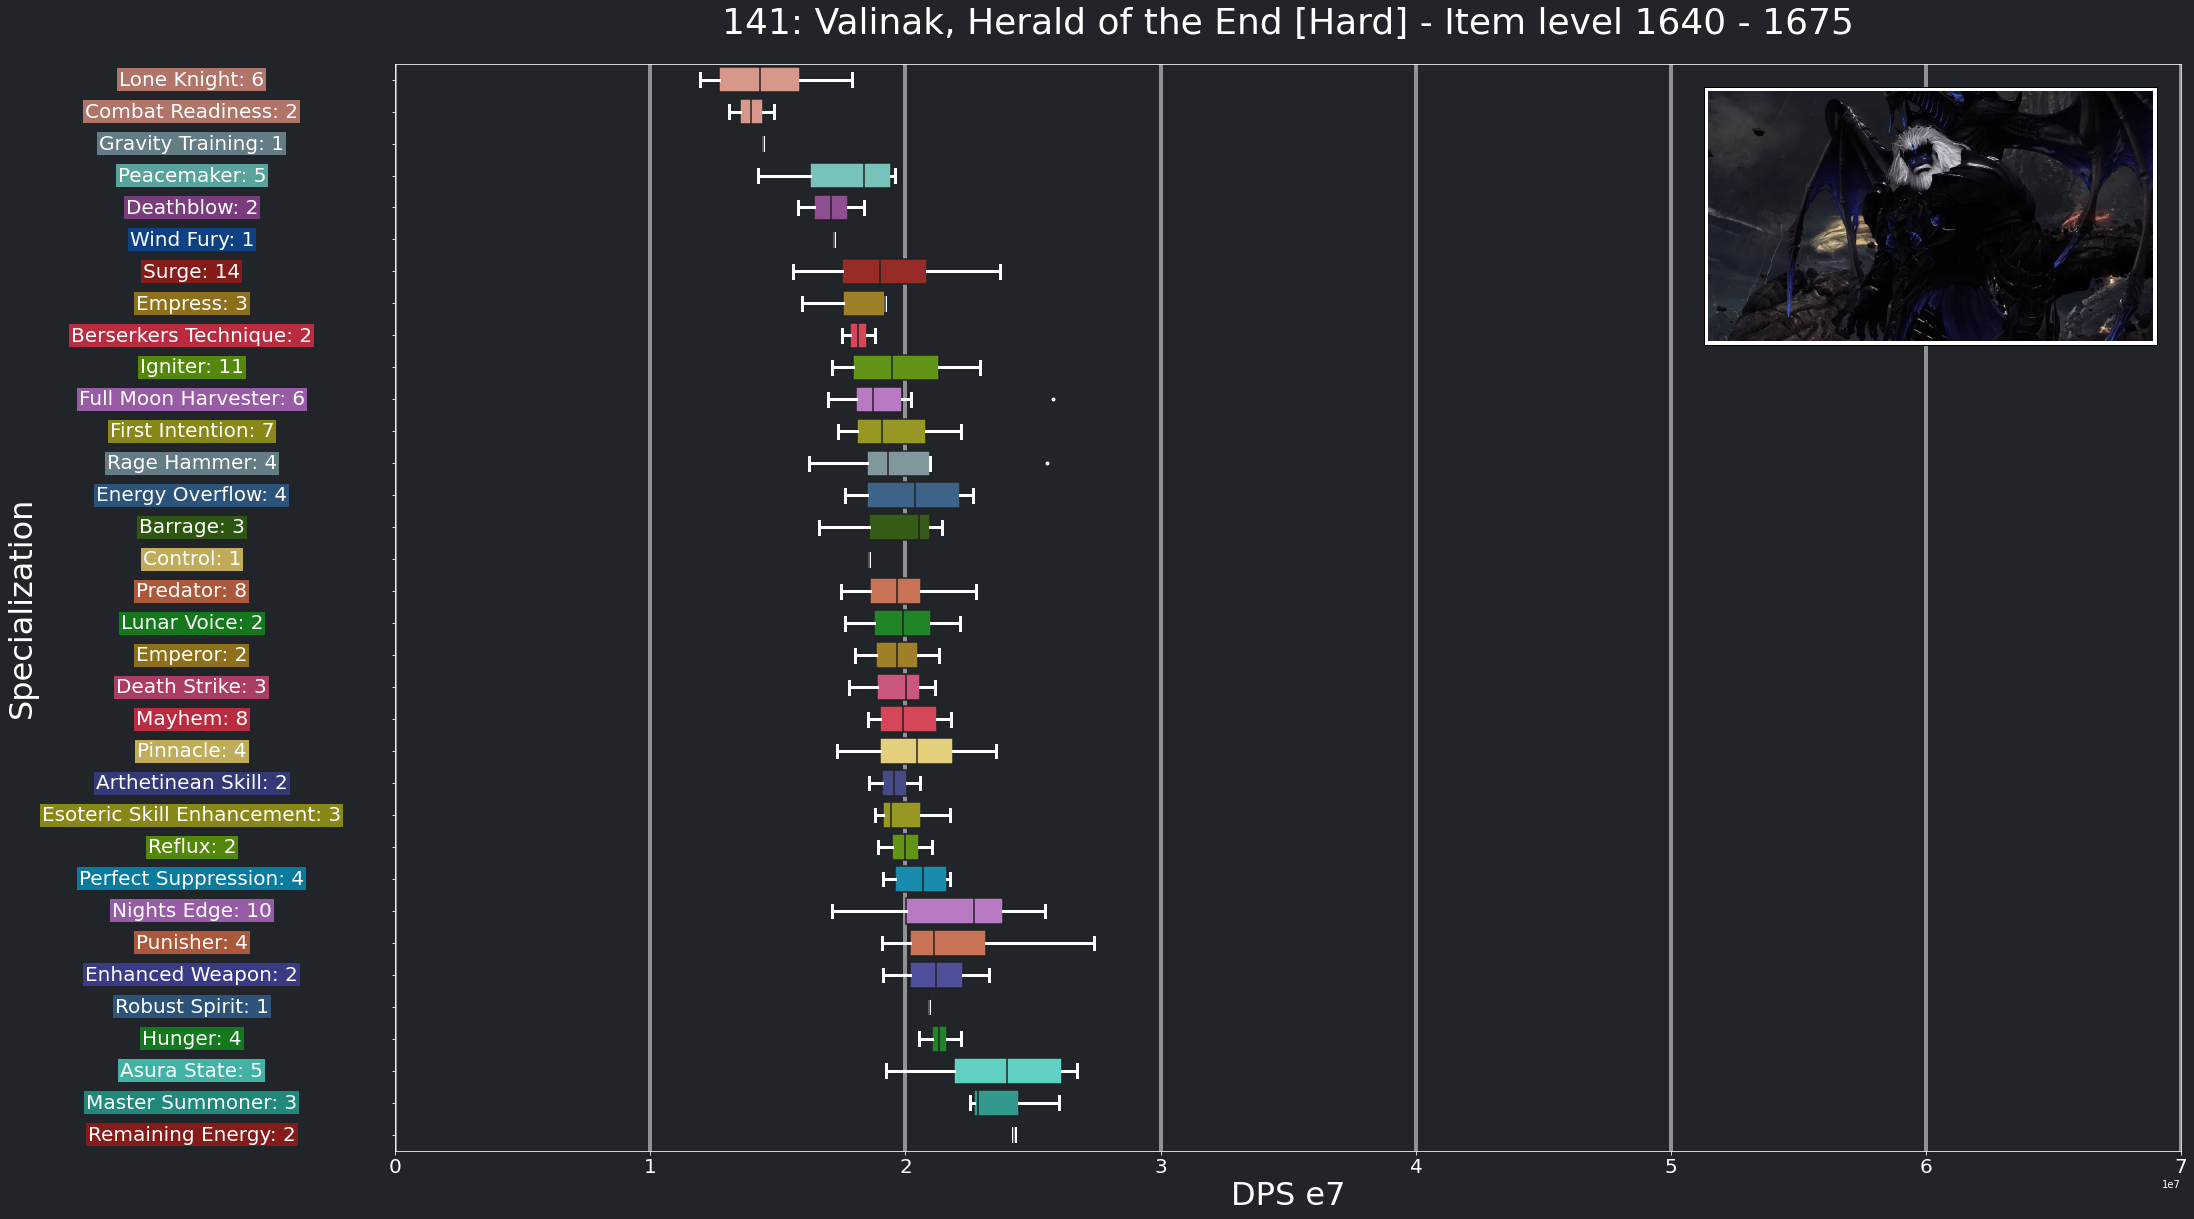 141: Valinak, Herald of the End [Hard] - Item level 1640 - 1675
Specialization
Lone Knight: 6
Combat Readiness: 2
Gravity Training: 1
Peacemaker: 5
Deathblow: 2
Wind Fury: 1
Surge: 14
Empress: 3
Berserkers Technique: 2
Igniter: 11
Full Moon Harvester: 6
First Intention: 7
Rage Hammer: 4
Energy Overflow: 4
Barrage: 3
Control: 1
Predator: 8
Lunar Voice: 2
Emperor: 2
Death Strike: 3
Mayhem: 8
Pinnacle: 4
Arthetinean Skill: 2
Esoteric Skill Enhancement: 3
Reflux: 2
Perfect Suppression: 4
Nights Edge: 10
Punisher: 4
Enhanced Weapon: 2
Robust Spirit: 1
Hunger: 4
Asura State: 5
Master Summoner: 3
Remaining Energy: 2
0 1 2 3 4 5 6 7
1e7
DPS e7